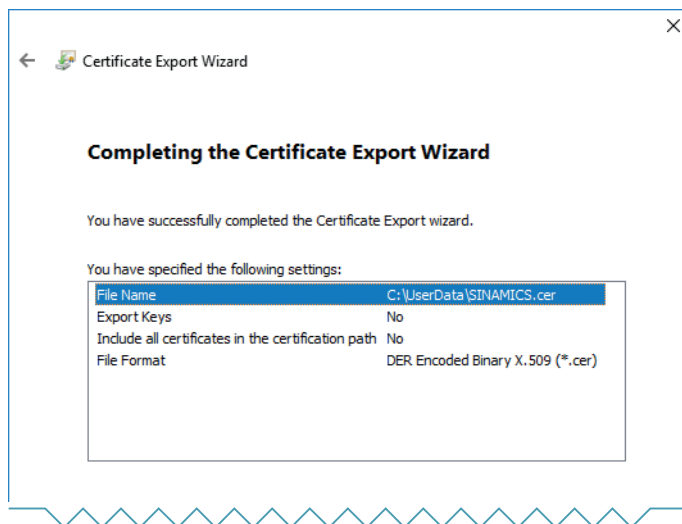 Certificate Export Wizard
Completing the Certificate Export Wizard
You have successfully completed the Certificate Export wizard.
You have specified the following settings:
File Name C:\UserData\SINAMICS.cer
Export Keys No
Include all certificates in the certification path No
File Format DER Encoded Binary X.509 (*.cer)